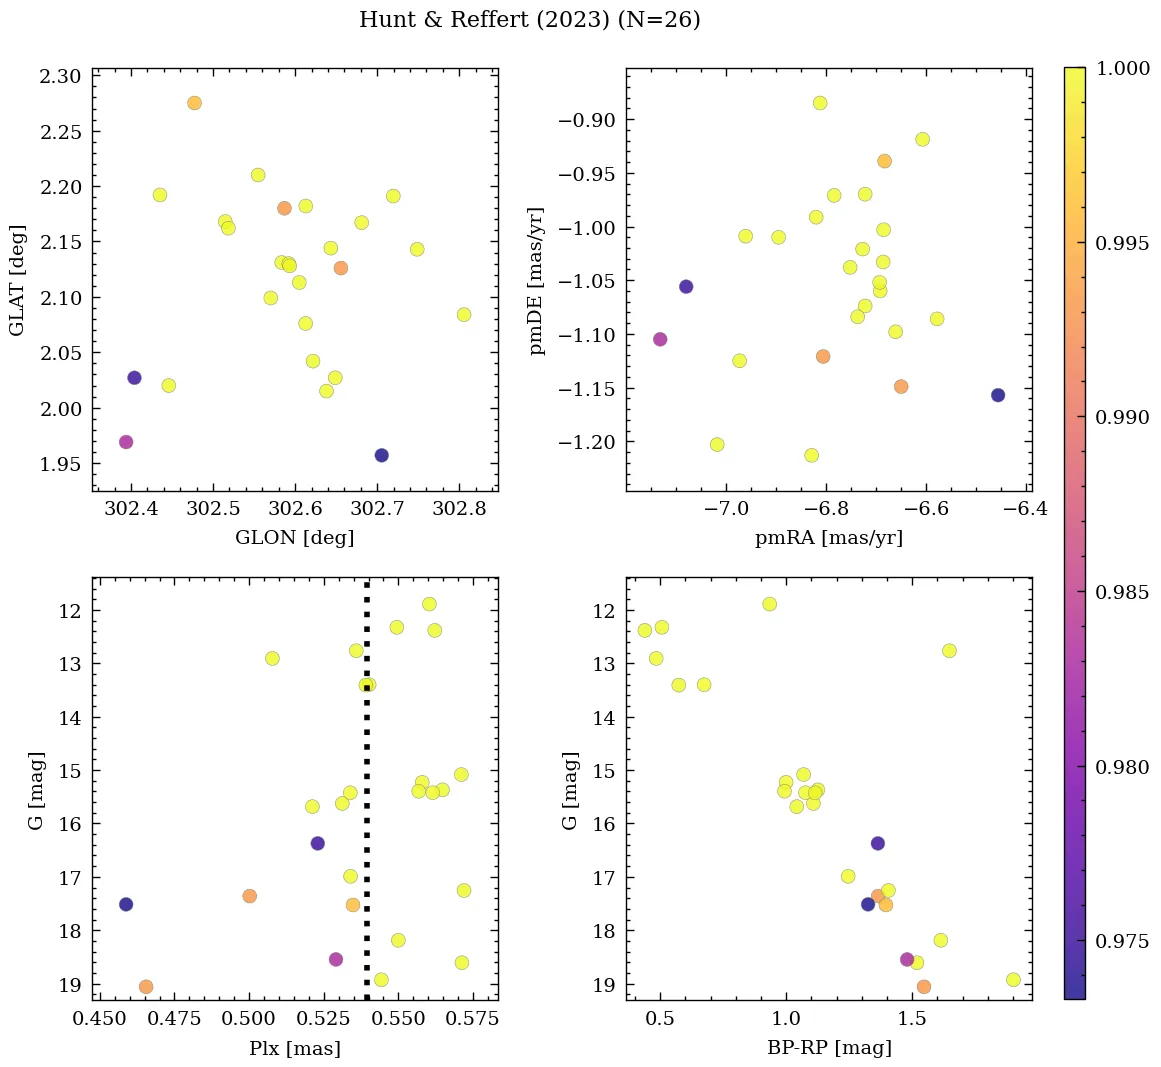 Hunt & Reffert (2023) (N=26)
2.30
2.25
2.20
2.15
2.10
2.05
2.00
1.95
GLAT [deg]
302.4 302.5 302.6 302.7 302.8
GLON [deg]
−0.90
−0.95
−1.00
−1.05
−1.10
−1.15
−1.20
pmDE [mas/yr]
−7.0 −6.8 −6.6 −6.4
pmRA [mas/yr]
1.000
0.995
0.990
0.985
0.980
0.975
12
13
14
15
16
17
18
19
G [mag]
0.450 0.475 0.500 0.525 0.550 0.575
Plx [mas]
12
13
14
15
16
17
18
19
G [mag]
0.5 1.0 1.5
BP-RP [mag]